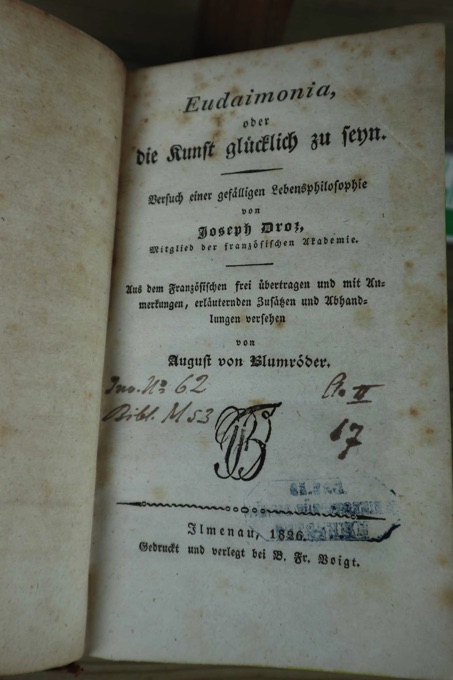 Eudaimonia,
oder
die Kunst glücklich zu seyn.
Versuch einer gefälligen Lebensphilosophie
von
Joseph Droz,
Mitglied der französischen Akademie.
Aus dem Französischen frei übertragen und mit An-
merkungen, erläuternden Zusätzen und Abhand-
lungen versehen
von
August von Blumröder.
Inv. No 62
Bibl. M 53
II
17
Ilmenau, 1826.
Gedruckt und verlegt bei B. Fr. Voigt.